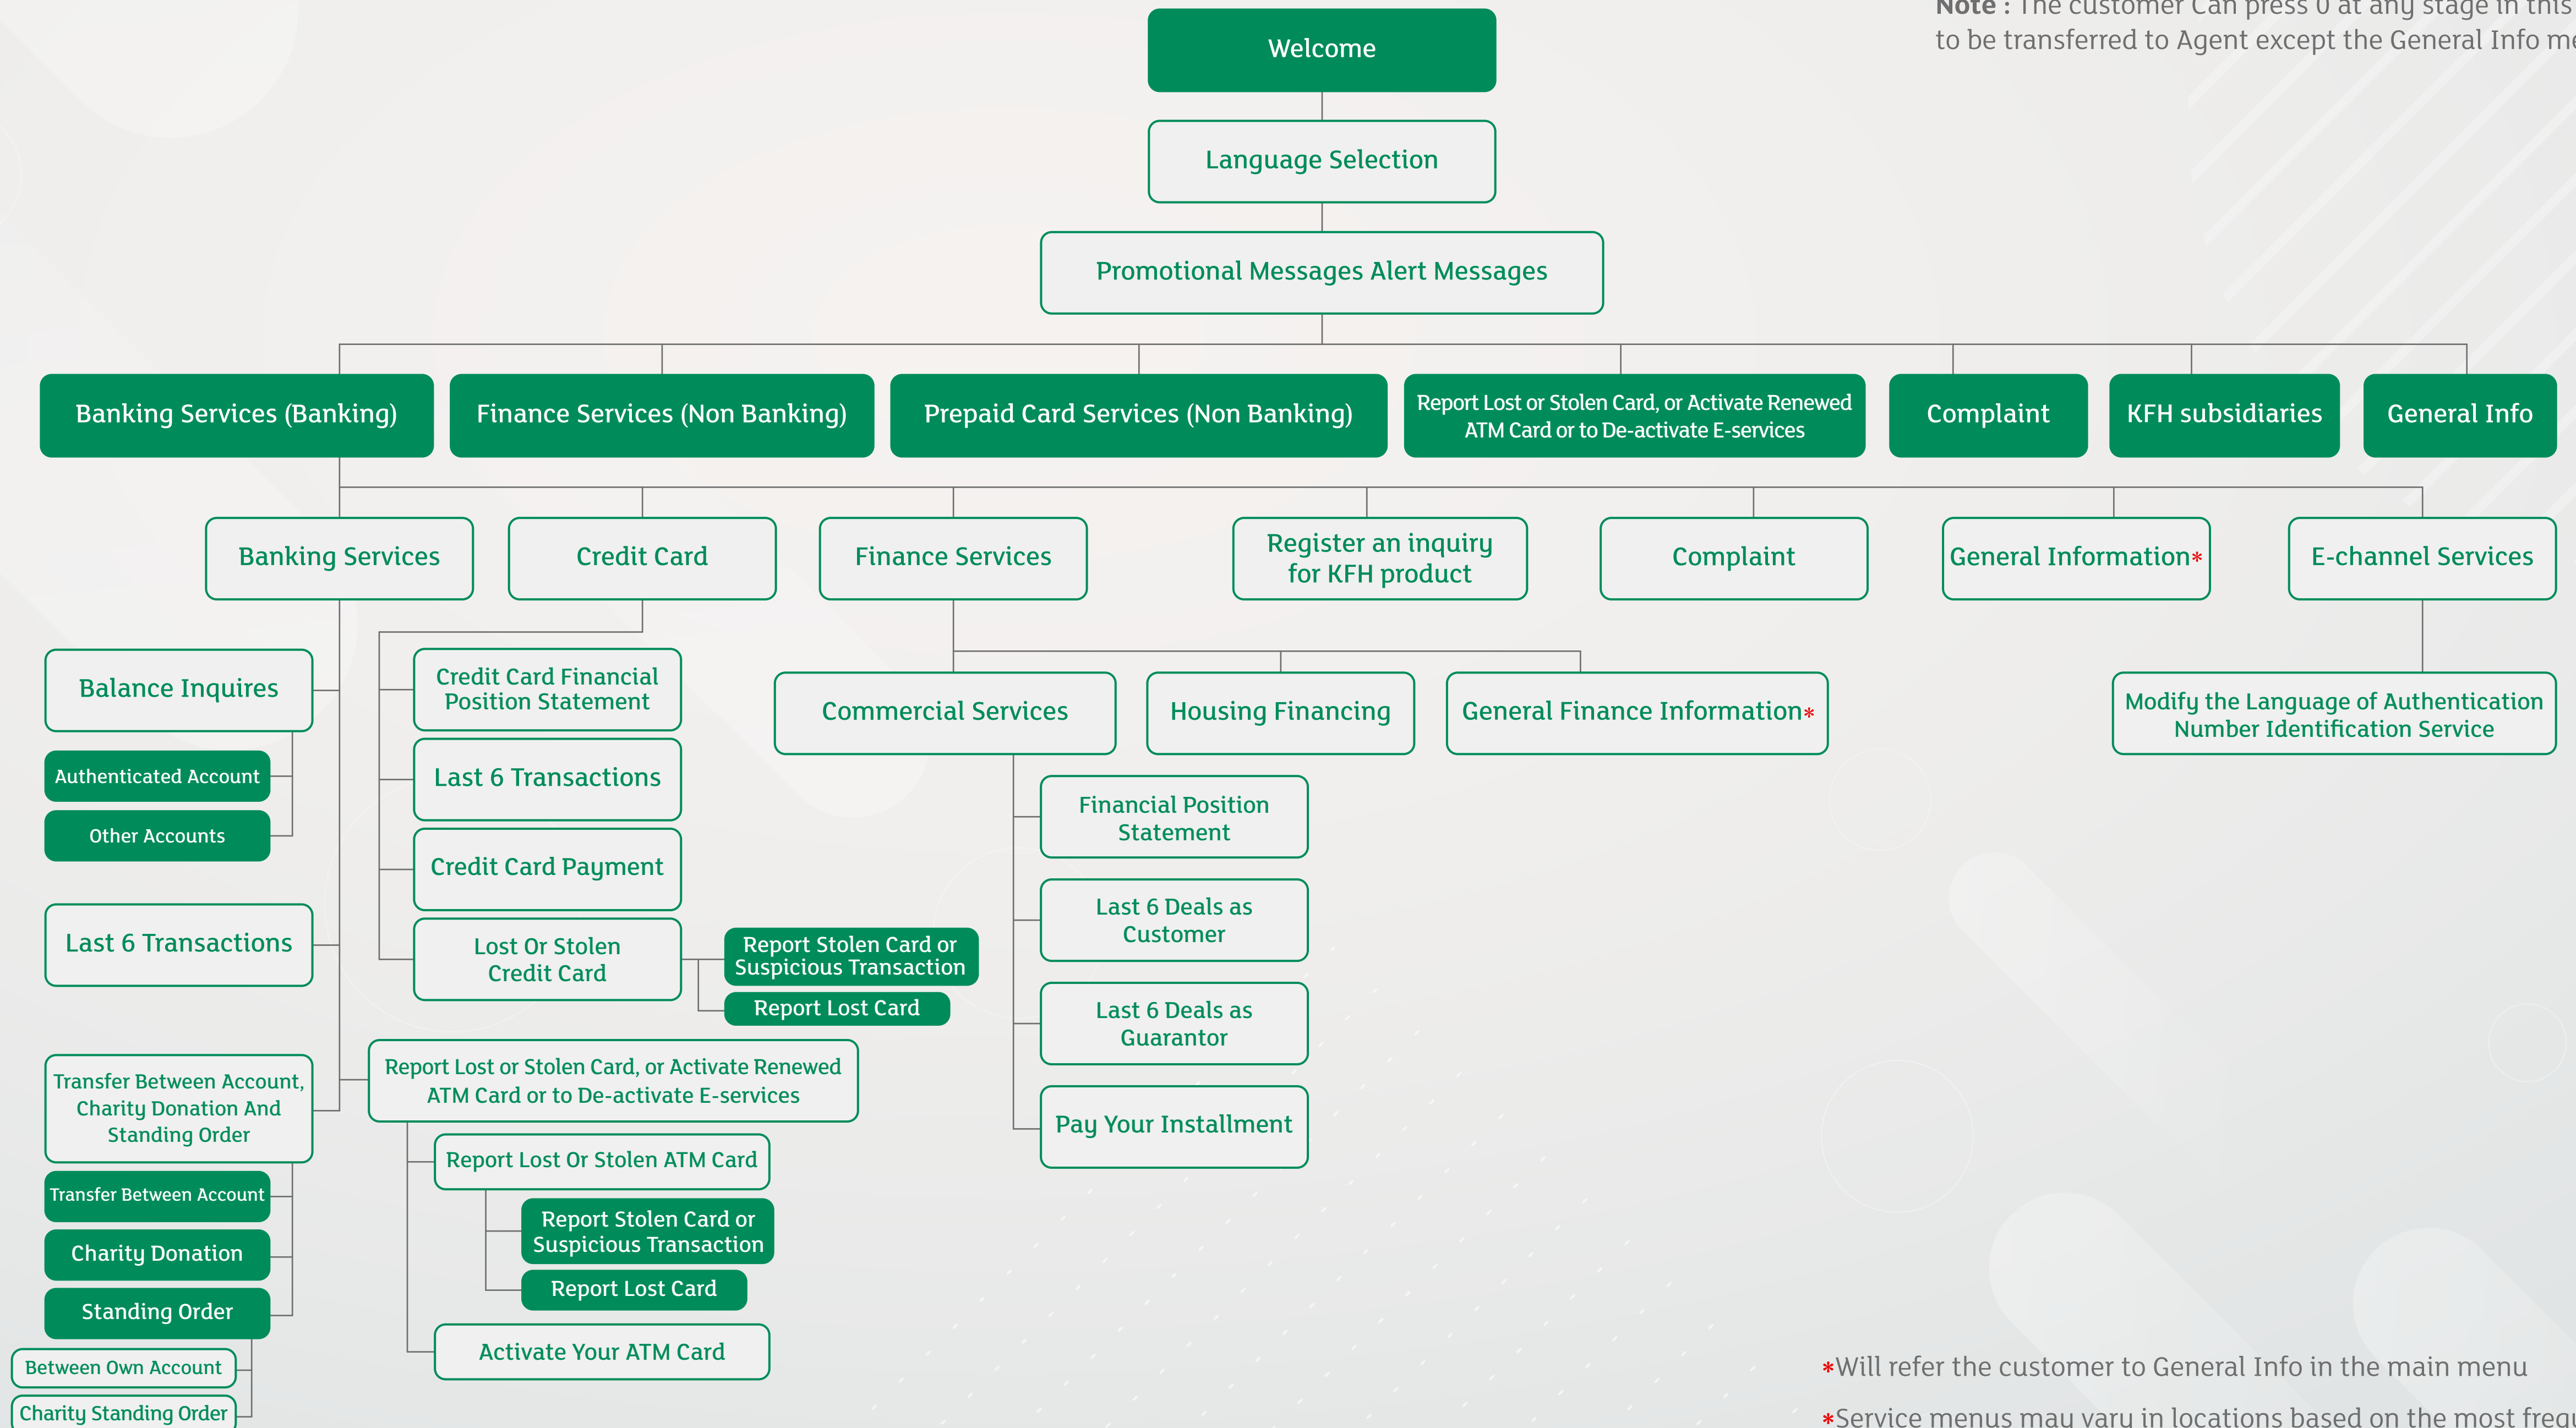 Note : The customer Can press 0 at any stage in this
to be transferred to Agent except the General Info
Welcome
Language Selection
Promotional Messages Alert Messages
Banking Services (Banking)
Finance Services (Non Banking)
Prepaid Card Services (Non Banking)
Report Lost or Stolen Card, or Activate Renewed
ATM Card or to De-activate E-services
Complaint
KFH subsidiaries
General Info
Banking Services
Credit Card
Finance Services
Register an inquiry
for KFH product
Complaint
General Information*
E-channel Services
Balance Inquires
Authenticated Account
Other Accounts
Last 6 Transactions
Transfer Between Account,
Charity Donation And
Standing Order
Transfer Between Account
Charity Donation
Standing Order
Between Own Account
Charity Standing Order
Credit Card Financial
Position Statement
Last 6 Transactions
Credit Card Payment
Lost Or Stolen
Credit Card
Report Stolen Card or
Suspicious Transaction
Report Lost Card
Report Lost or Stolen Card, or Activate Renewed
ATM Card or to De-activate E-services
Report Lost Or Stolen ATM Card
Report Stolen Card or
Suspicious Transaction
Report Lost Card
Activate Your ATM Card
Commercial Services
Housing Financing
General Finance Information*
Financial Position
Statement
Last 6 Deals as
Customer
Last 6 Deals as
Guarantor
Pay Your Installment
Modify the Language of Authentication
Number Identification Service
*Will refer the customer to General Info in the main menu
*Service menus may vary in locations based on the most